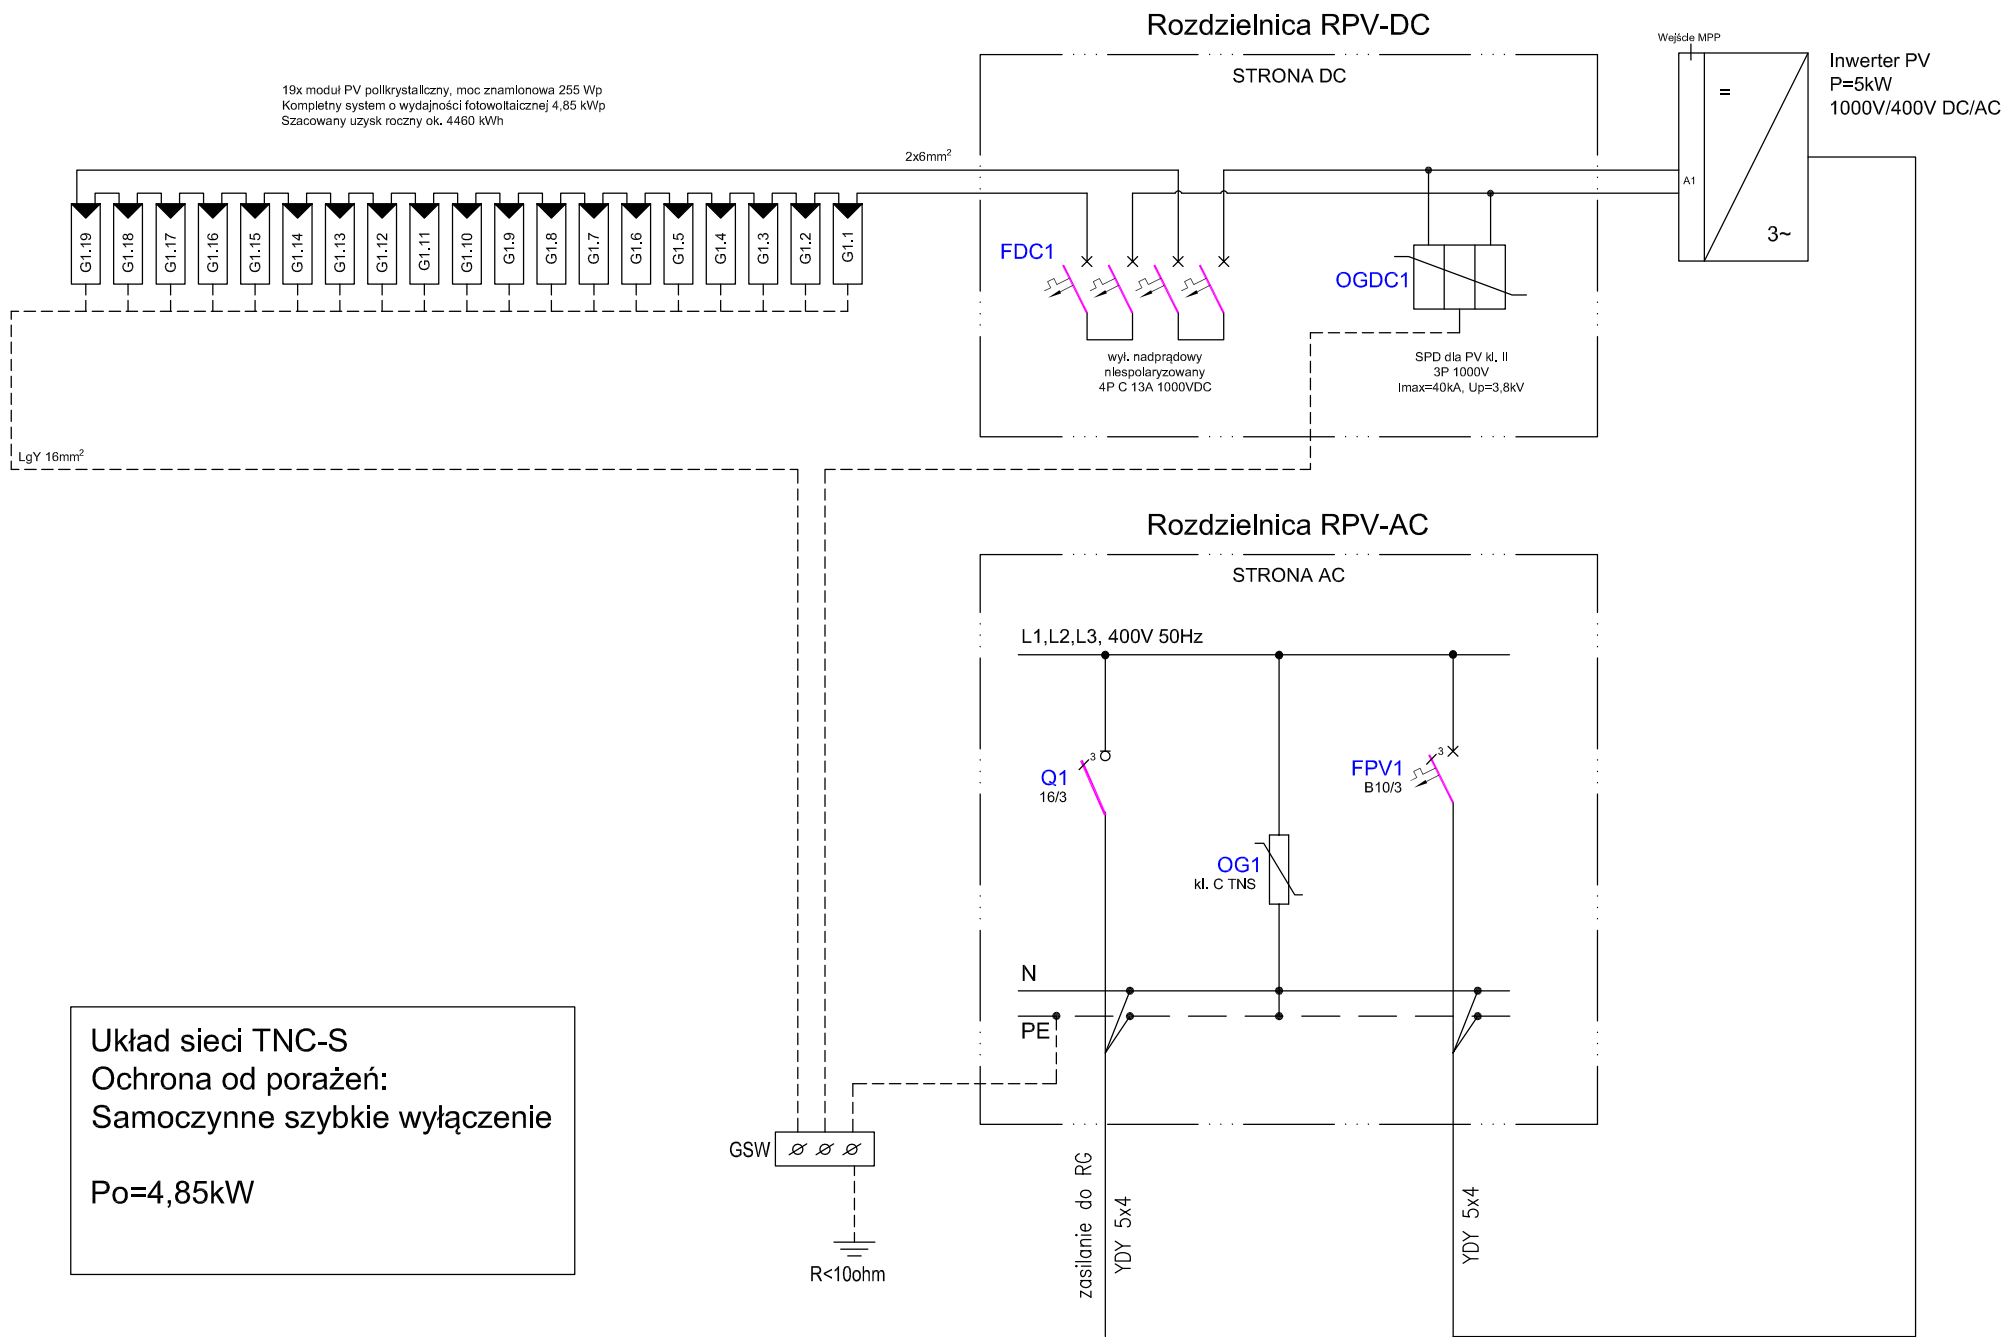 Rozdzielnica RPV-DC
STRONA DC
19x moduł PV polikrystaliczny, moc znamionowa 255 Wp
Kompletny system o wydajności fotowoltaicznej 4,85 kWp
Szacowany uzysk roczny ok. 4460 kWh
2x6mm²
Wejście MPP
Inwerter PV
P=5kW
1000V/400V DC/AC
=
A1
3~
G1.19
G1.18
G1.17
G1.16
G1.15
G1.14
G1.13
G1.12
G1.11
G1.10
G1.9
G1.8
G1.7
G1.6
G1.5
G1.4
G1.3
G1.2
G1.1
FDC1
OGDC1
wył. nadprądowy
niespolaryzowany
4P C 13A 1000VDC
SPD dla PV kl. II
3P 1000V
Imax=40kA, Up=3,8kV
LgY 16mm²
Rozdzielnica RPV-AC
STRONA AC
L1,L2,L3, 400V 50Hz
3
Q1
16/3
3
FPV1
B10/3
OG1
kl. C TNS
N
PE
Układ sieci TNC-S
Ochrona od porażeń:
Samoczynne szybkie wyłączenie
Po=4,85kW
GSW
R<10ohm
zasilanie do RG
YDY 5x4
YDY 5x4